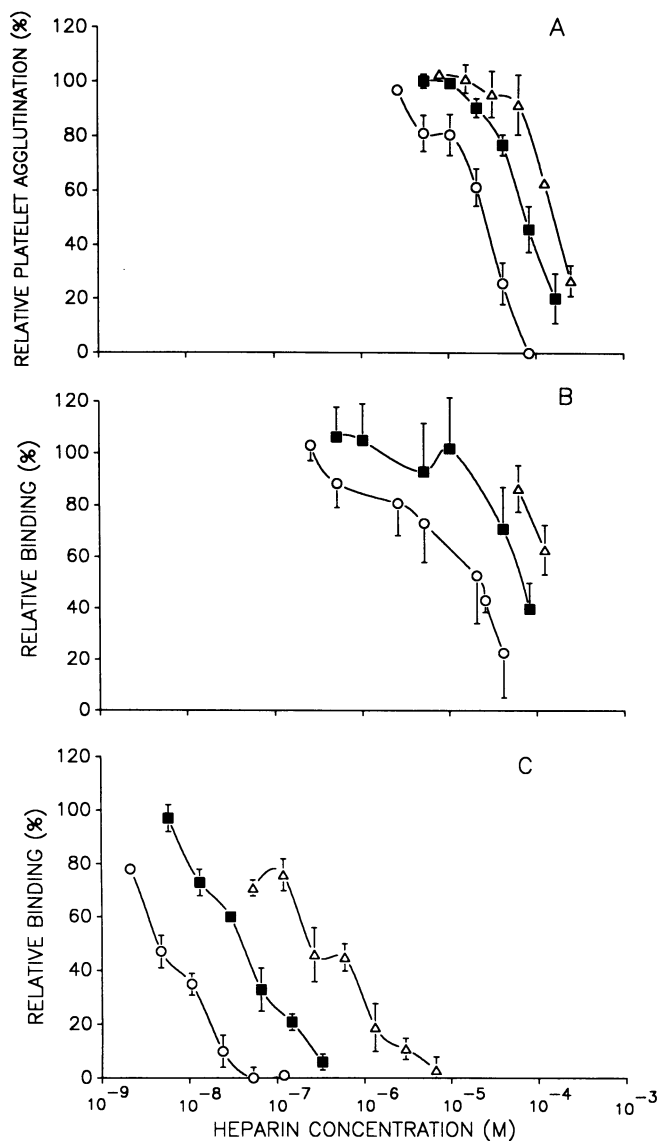 A
RELATIVE PLATELET AGGLUTINATION (%)
120
100
80
60
40
20
0
B
RELATIVE BINDING (%)
120
100
80
60
40
20
0
C
RELATIVE BINDING (%)
120
100
80
60
40
20
0
10⁻⁹ 10⁻⁸ 10⁻⁷ 10⁻⁶ 10⁻⁵ 10⁻⁴ 10⁻³
HEPARIN CONCENTRATION (M)